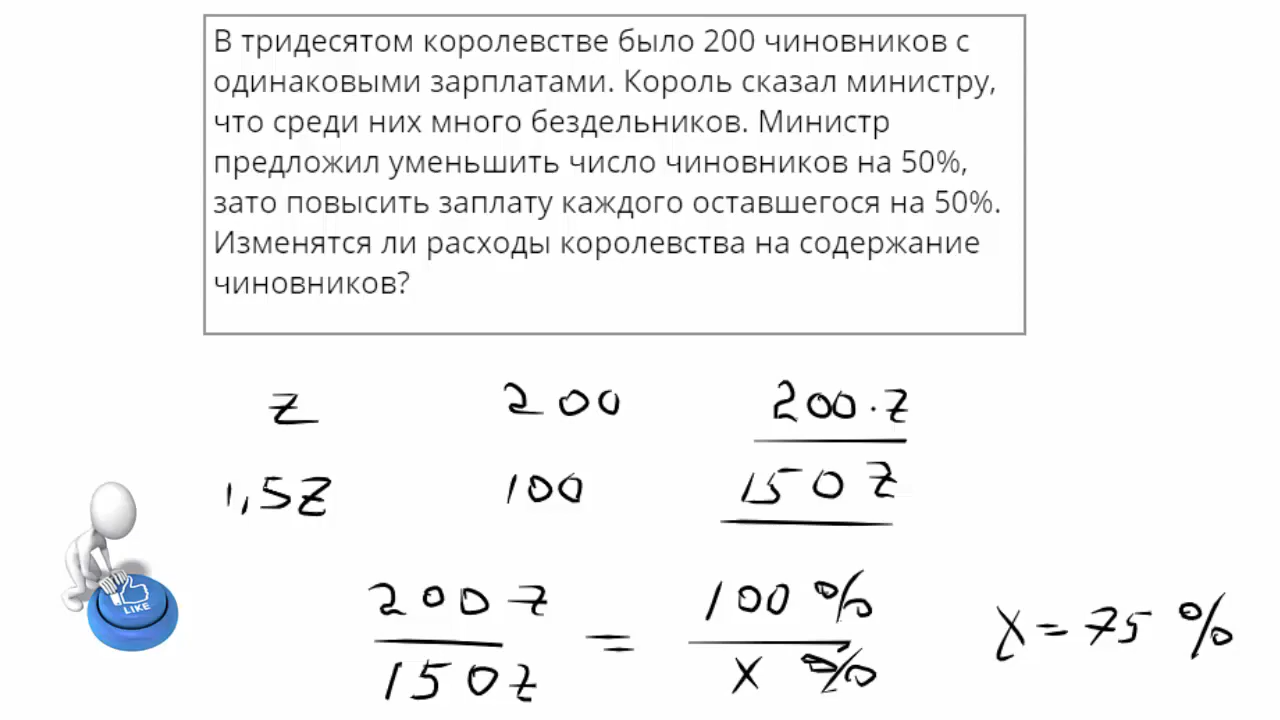 В тридесятом королевстве было 200 чиновников с
одинаковыми зарплатами. Король сказал министру,
что среди них много бездельников. Министр
предложил уменьшить число чиновников на 50%,
зато повысить заплату каждого оставшегося на 50%.
Изменятся ли расходы королевства на содержание
чиновников?
z 200 200·z
1,5z 100 150z
200z / 150z = 100% / x% x = 75%
LIKE